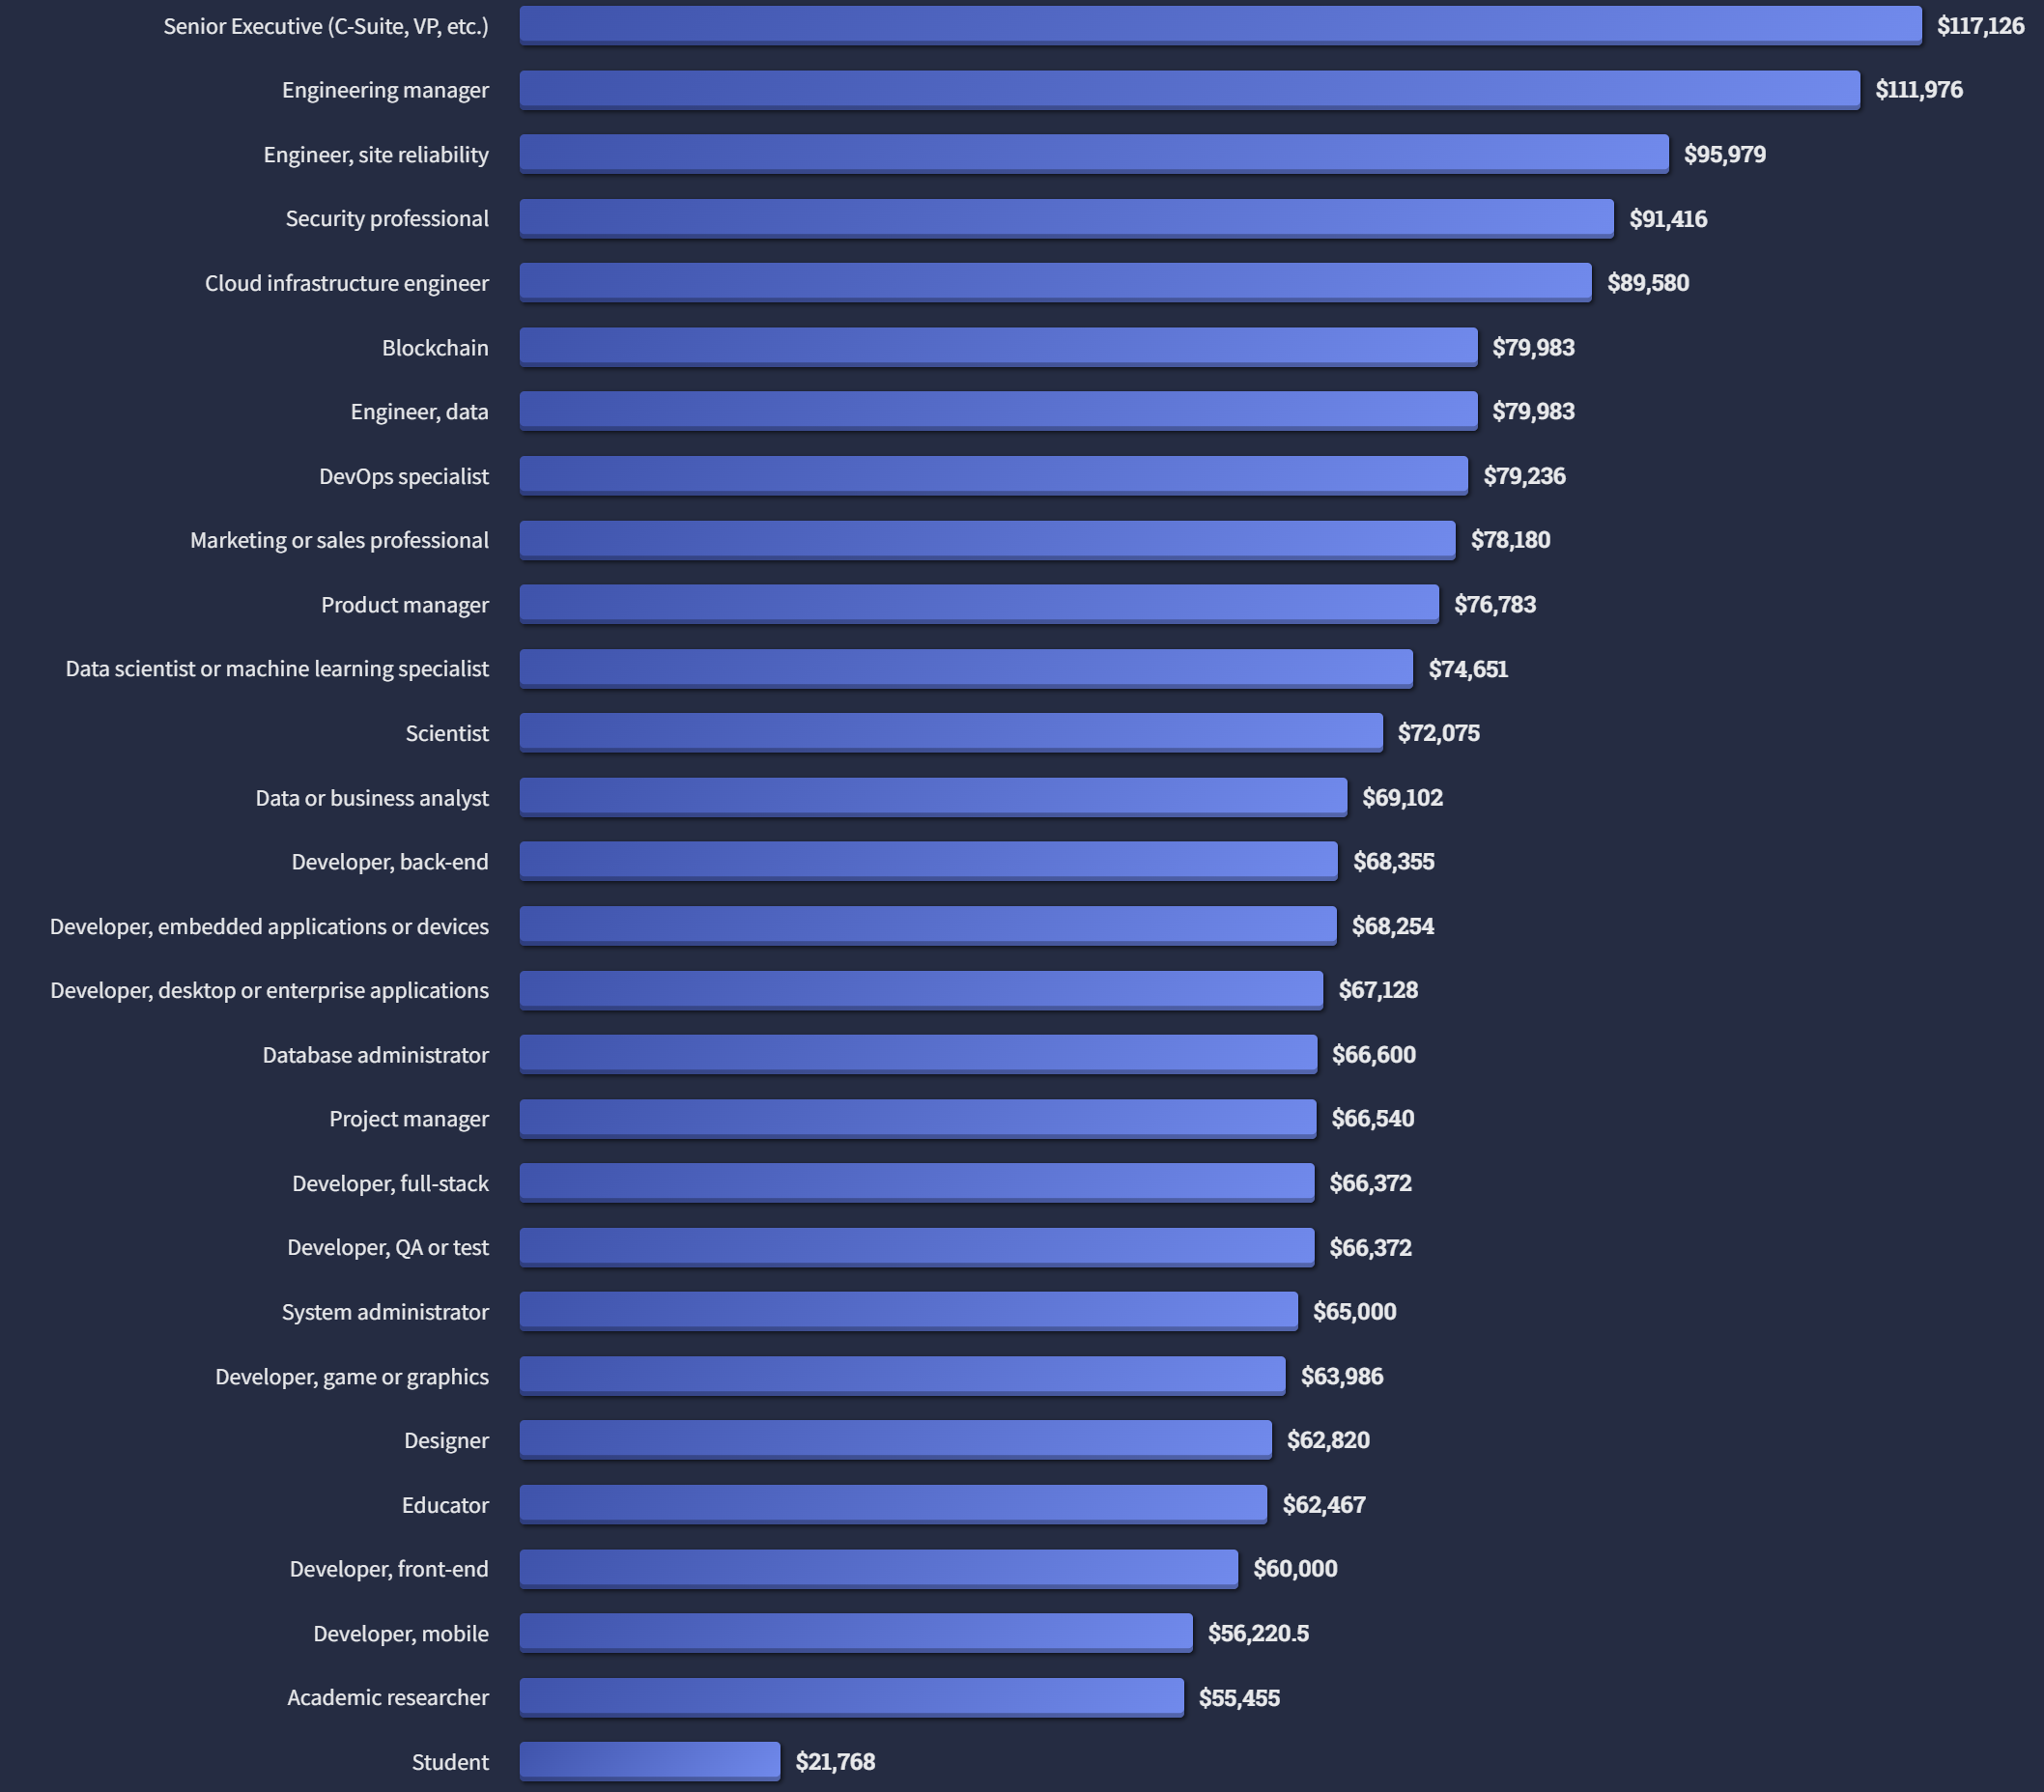 Senior Executive (C-Suite, VP, etc.) $117,126
Engineering manager $111,976
Engineer, site reliability $95,979
Security professional $91,416
Cloud infrastructure engineer $89,580
Blockchain $79,983
Engineer, data $79,983
DevOps specialist $79,236
Marketing or sales professional $78,180
Product manager $76,783
Data scientist or machine learning specialist $74,651
Scientist $72,075
Data or business analyst $69,102
Developer, back-end $68,355
Developer, embedded applications or devices $68,254
Developer, desktop or enterprise applications $67,128
Database administrator $66,600
Project manager $66,540
Developer, full-stack $66,372
Developer, QA or test $66,372
System administrator $65,000
Developer, game or graphics $63,986
Designer $62,820
Educator $62,467
Developer, front-end $60,000
Developer, mobile $56,220.5
Academic researcher $55,455
Student $21,768